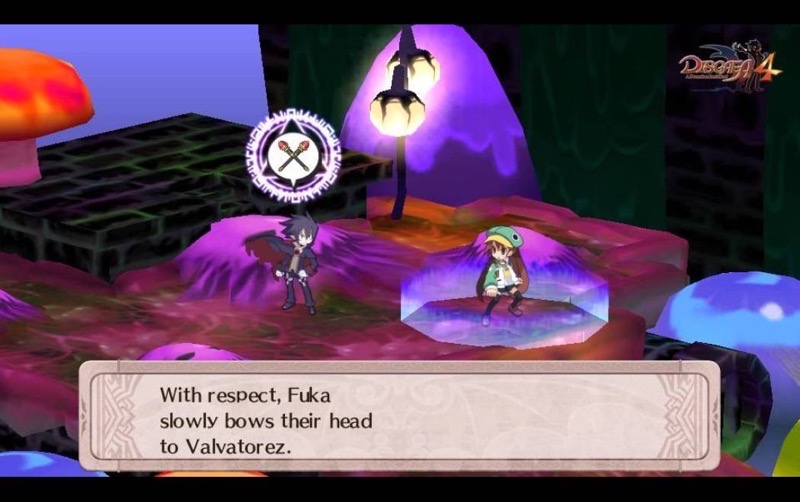 DISGAEA 4
With respect, Fuka
slowly bows their head
to Valvatorez.